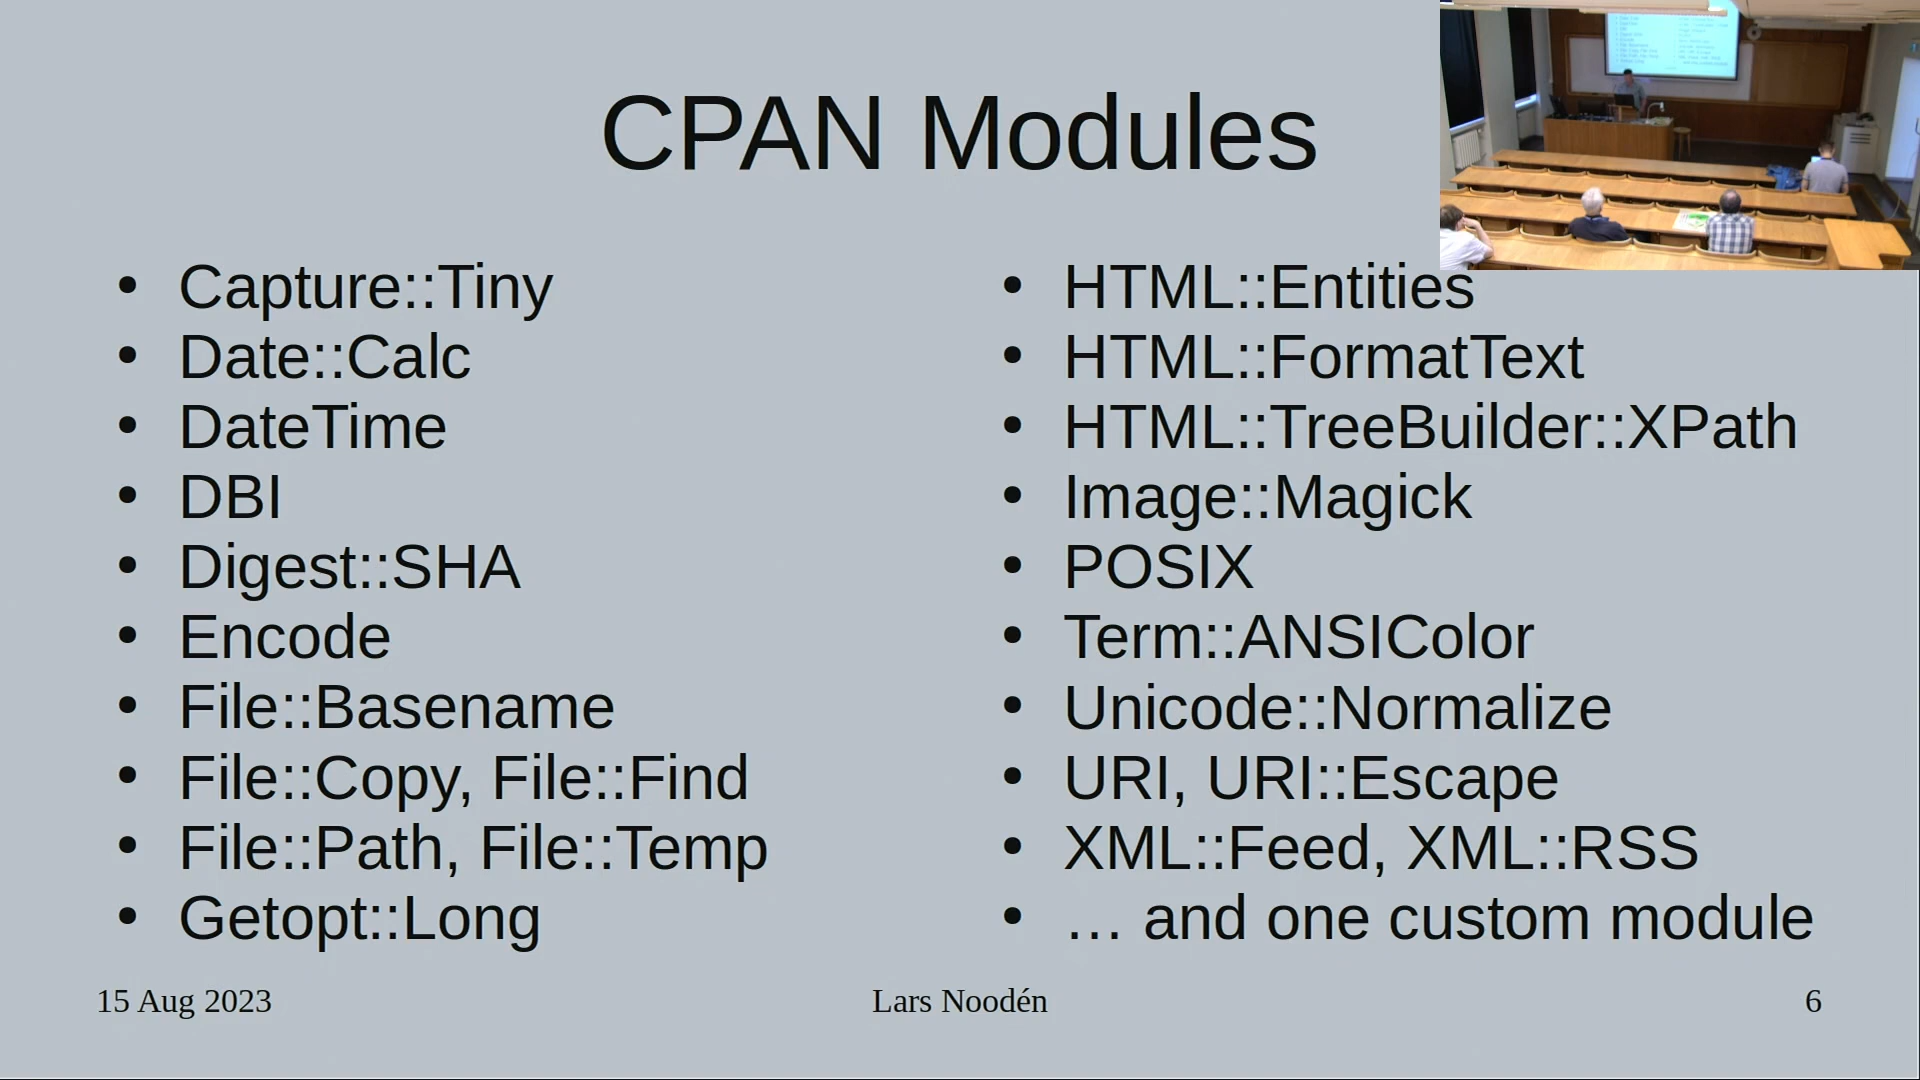 CPAN Modules
• Capture::Tiny
• Date::Calc
• DateTime
• DBI
• Digest::SHA
• Encode
• File::Basename
• File::Copy, File::Find
• File::Path, File::Temp
• Getopt::Long
• HTML::Entities
• HTML::FormatText
• HTML::TreeBuilder::XPath
• Image::Magick
• POSIX
• Term::ANSIColor
• Unicode::Normalize
• URI, URI::Escape
• XML::Feed, XML::RSS
• … and one custom module
15 Aug 2023
Lars Noodén
6